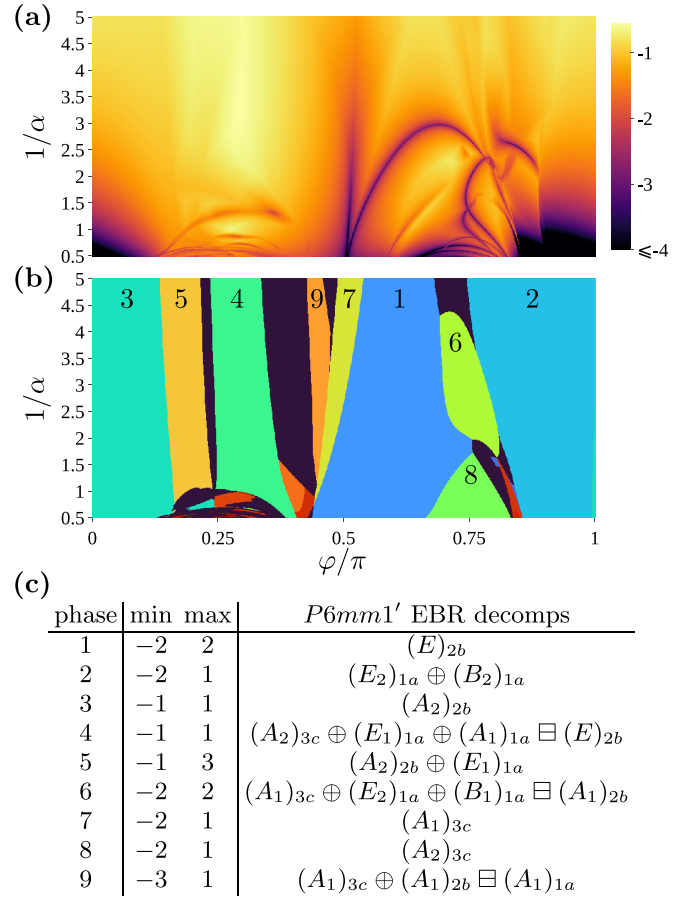 (a)
5
4.5
4
3.5
3
2.5
2
1.5
1
0.5
1/α
-1
-2
-3
⩽-4
(b)
5
4.5
4
3.5
3
2.5
2
1.5
1
0.5
1/α
3 5 4 9 7 1 2
6
8
0 0.25 0.5 0.75 1
φ/π
(c)
phase min max P6mm1′ EBR decomps
1 −2 2 (E)₂b
2 −2 1 (E₂)₁a ⊕ (B₂)₁a
3 −1 1 (A₂)₂b
4 −1 1 (A₂)₃c ⊕ (E₁)₁a ⊕ (A₁)₁a ⊟ (E)₂b
5 −1 3 (A₂)₂b ⊕ (E₁)₁a
6 −2 2 (A₁)₃c ⊕ (E₂)₁a ⊕ (B₁)₁a ⊟ (A₁)₂b
7 −2 1 (A₁)₃c
8 −2 1 (A₂)₃c
9 −3 1 (A₁)₃c ⊕ (A₁)₂b ⊟ (A₁)₁a